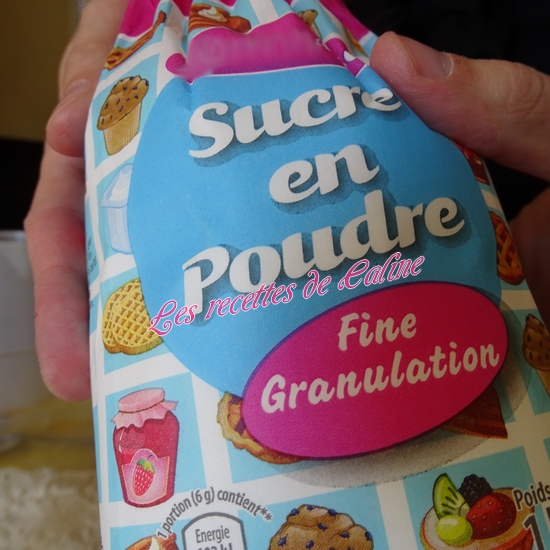 Sucre
en
Poudre
Les recettes de Caline
Fine
Granulation
1 portion (6 g) contient**
Energie
Poids